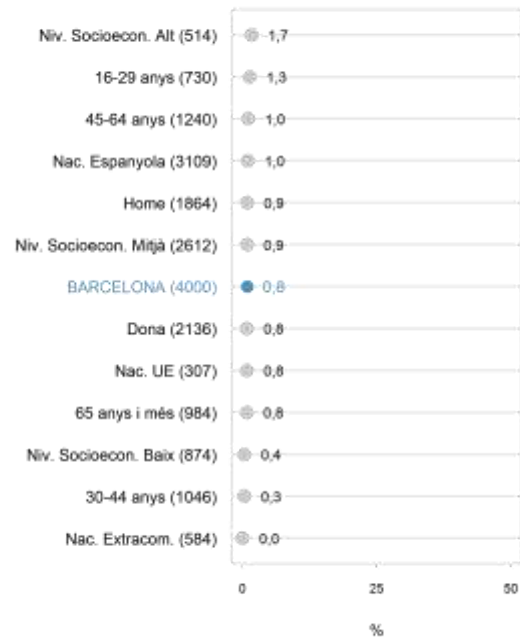 Niv. Socioecon. Alt (514) 1,7
16-29 anys (730) 1,3
45-64 anys (1240) 1,0
Nac. Espanyola (3109) 1,0
Home (1864) 0,9
Niv. Socioecon. Mitjà (2612) 0,9
BARCELONA (4000) 0,8
Dona (2136) 0,8
Nac. UE (307) 0,8
65 anys i més (984) 0,8
Niv. Socioecon. Baix (874) 0,4
30-44 anys (1046) 0,3
Nac. Extracom. (584) 0,0
0 25 50
%